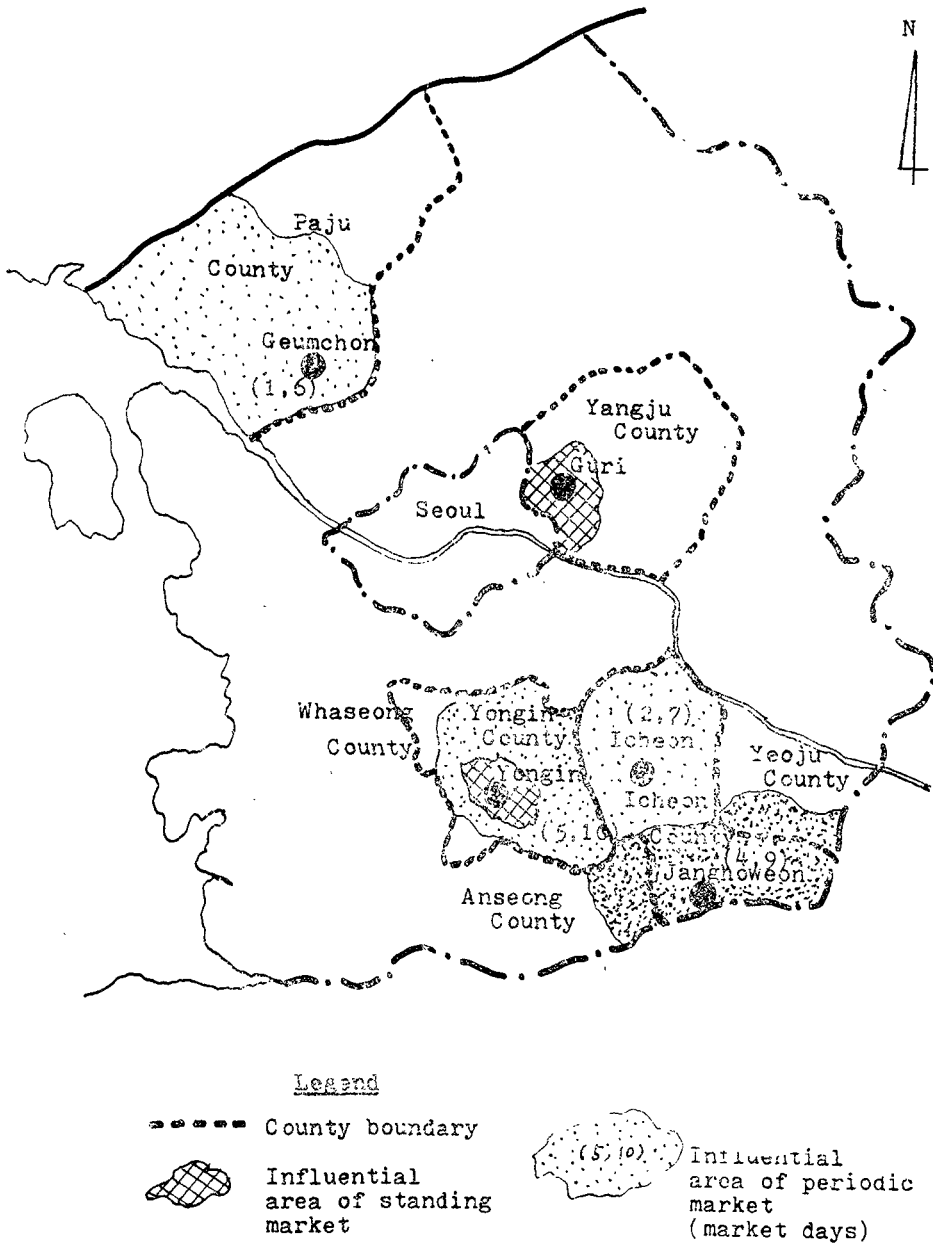 N
Paju
County
Geumchon
(1,6)
Yangju
County
Guri
Seoul
Whaseong
County
Yongin
County
Yongin
(5,10)
(2,7)
Icheon
Icheon
County
Yeoju
County
(4,9)
Janghoweon
Anseong
County
Legend
County boundary
Influential
area of standing
market
(5,10)
Influential
area of periodic
market
(market days)